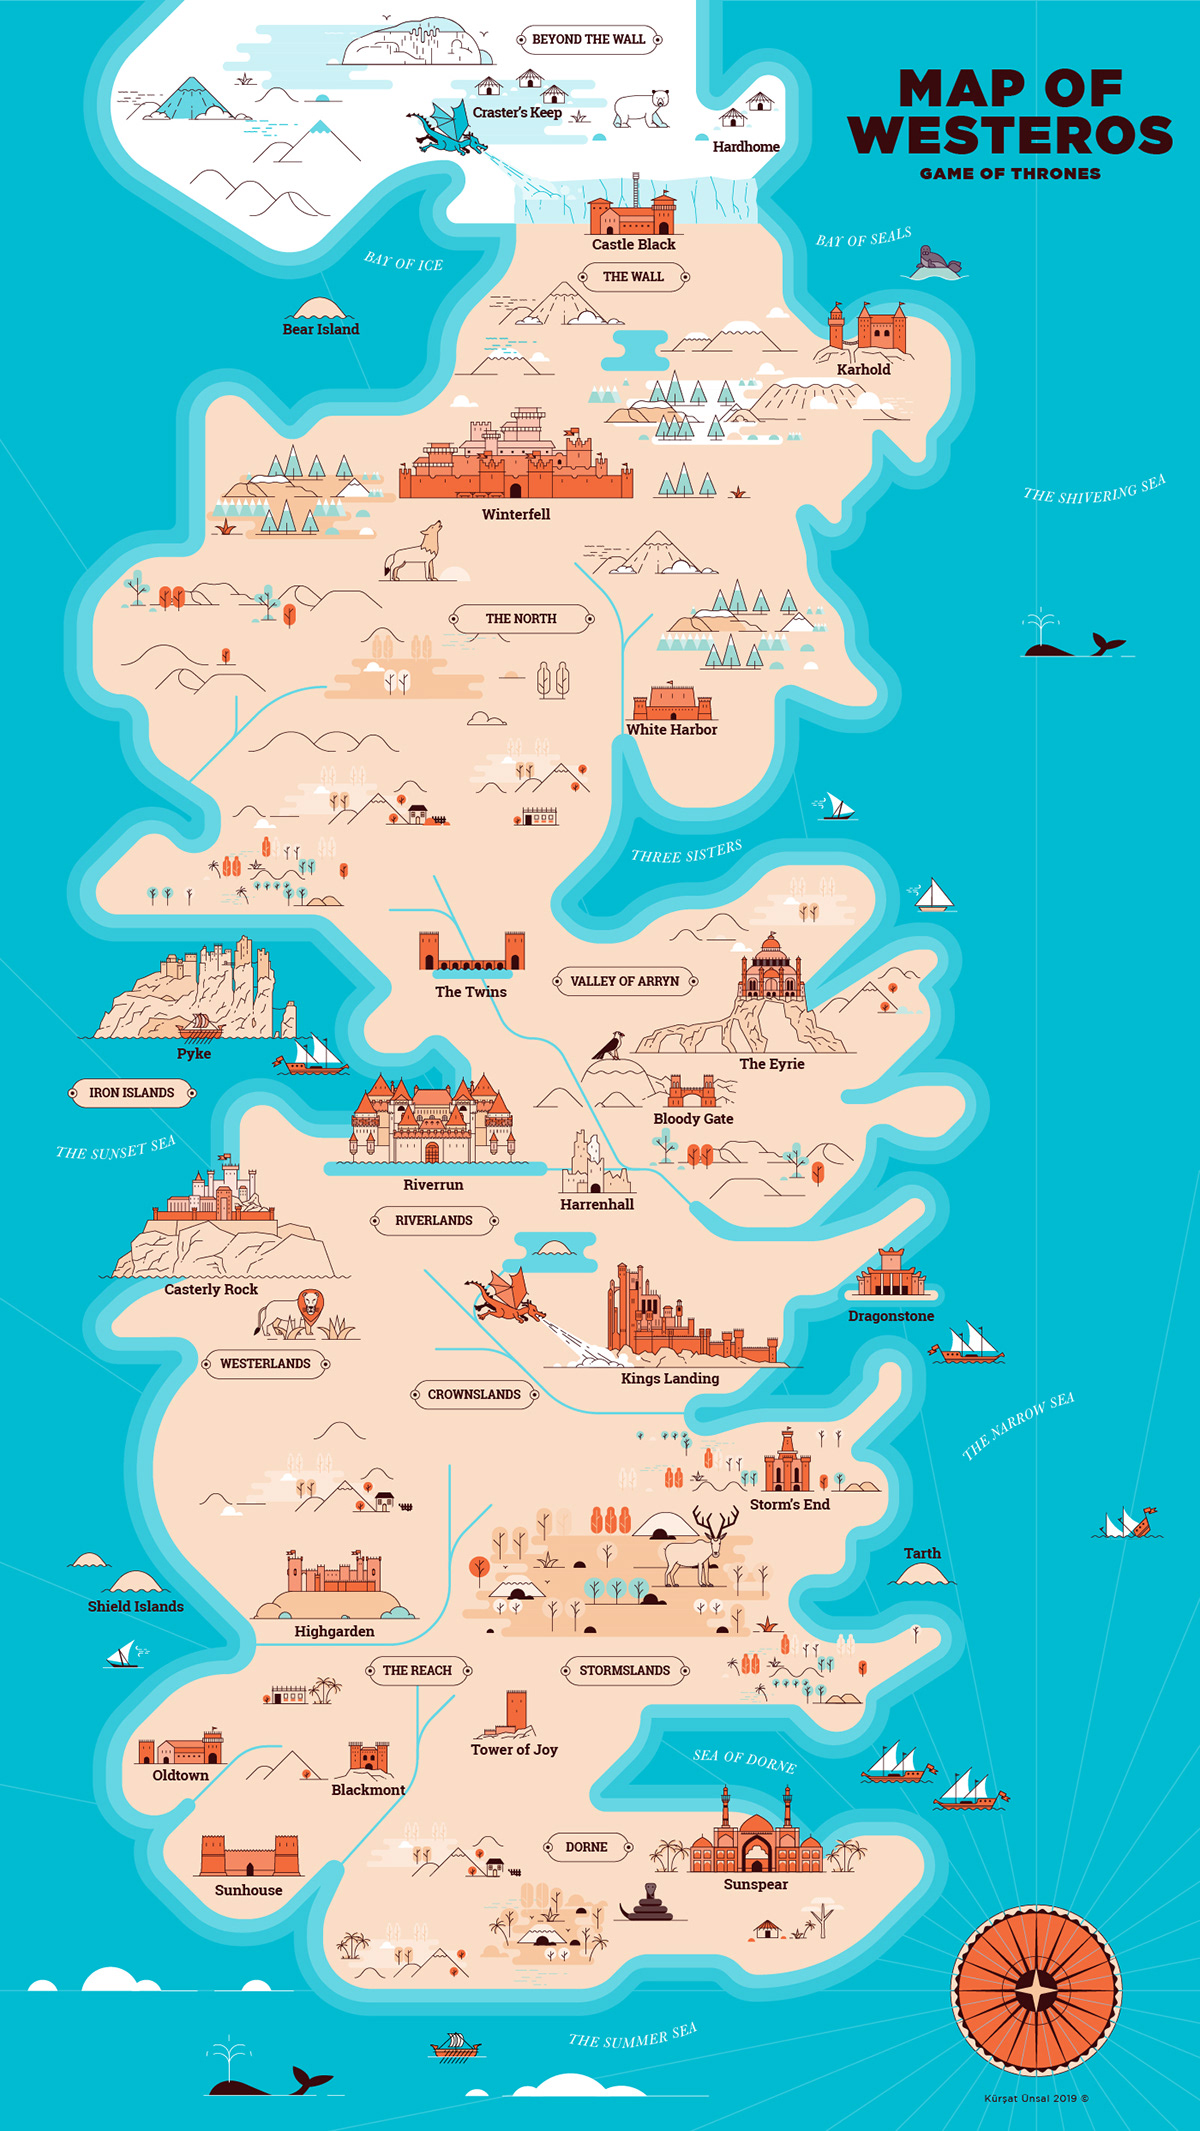 BEYOND THE WALL
MAP OF
WESTEROS
GAME OF THRONES
Craster's Keep
Hardhome
Castle Black
BAY OF SEALS
BAY OF ICE
THE WALL
Bear Island
Karhold
THE SHIVERING SEA
Winterfell
THE NORTH
White Harbor
THREE SISTERS
The Twins
VALLEY OF ARRYN
Pyke
The Eyrie
IRON ISLANDS
Bloody Gate
THE SUNSET SEA
Riverrun
Harrenhall
RIVERLANDS
Casterly Rock
Dragonstone
WESTERLANDS
Kings Landing
CROWNSLANDS
THE NARROW SEA
Storm's End
Tarth
Shield Islands
Highgarden
THE REACH
STORMSLANDS
Tower of Joy
SEA OF DORNE
Oldtown
Blackmont
DORNE
Sunspear
Sunhouse
THE SUMMER SEA
Kürşat Ünsal 2019 ©